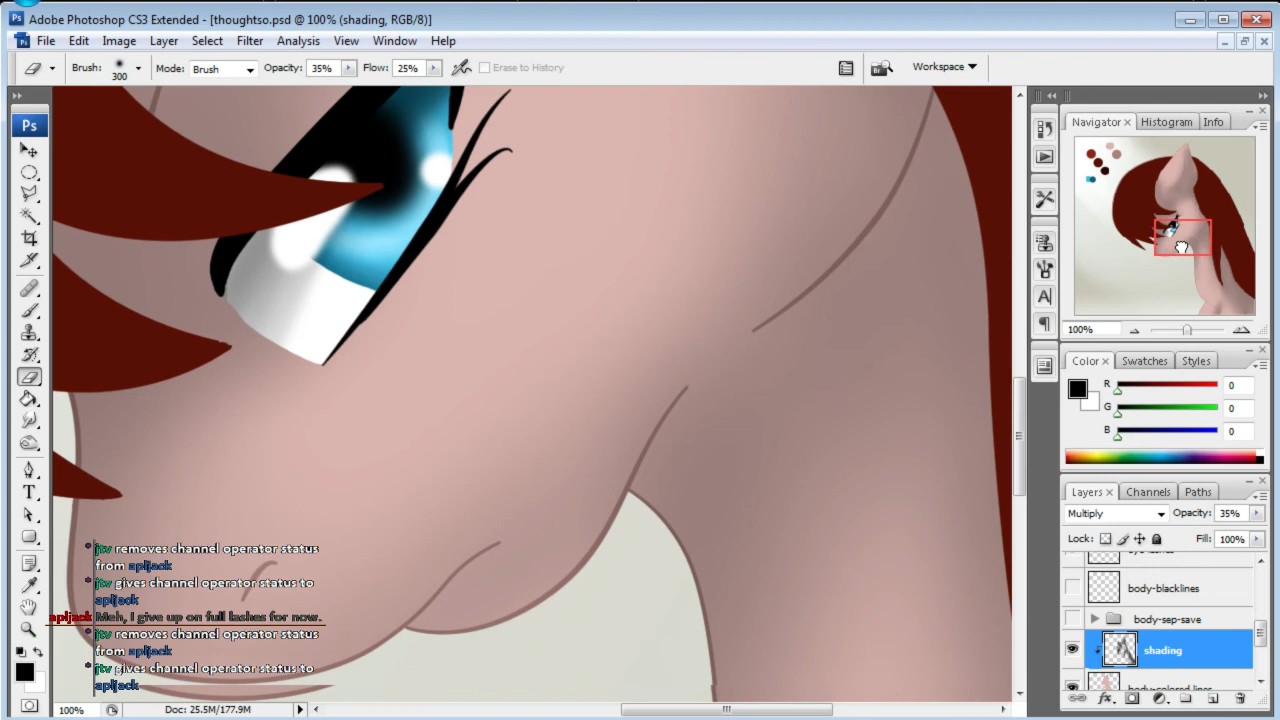 Adobe Photoshop CS3 Extended - [thoughtso.psd @ 100% (shading, RGB/8)]
File Edit Image Layer Select Filter Analysis View Window Help
Brush: 300 Mode: Brush Opacity: 35% Flow: 25% Erase to History Workspace
Ps
Navigator Histogram Info
100%
Color Swatches Styles
R 0
G 0
B 0
Layers Channels Paths
Multiply Opacity: 35%
Lock: Fill: 100%
body-blacklines
body-sep-save
shading
body-colored lines
* jtv removes channel operator status
from apljack
* jtv gives channel operator status to
apljack
apljack Meh, I give up on full lashes for now.
* jtv removes channel operator status
from apljack
* jtv gives channel operator status to
apljack
100% Doc: 25.5M/177.9M